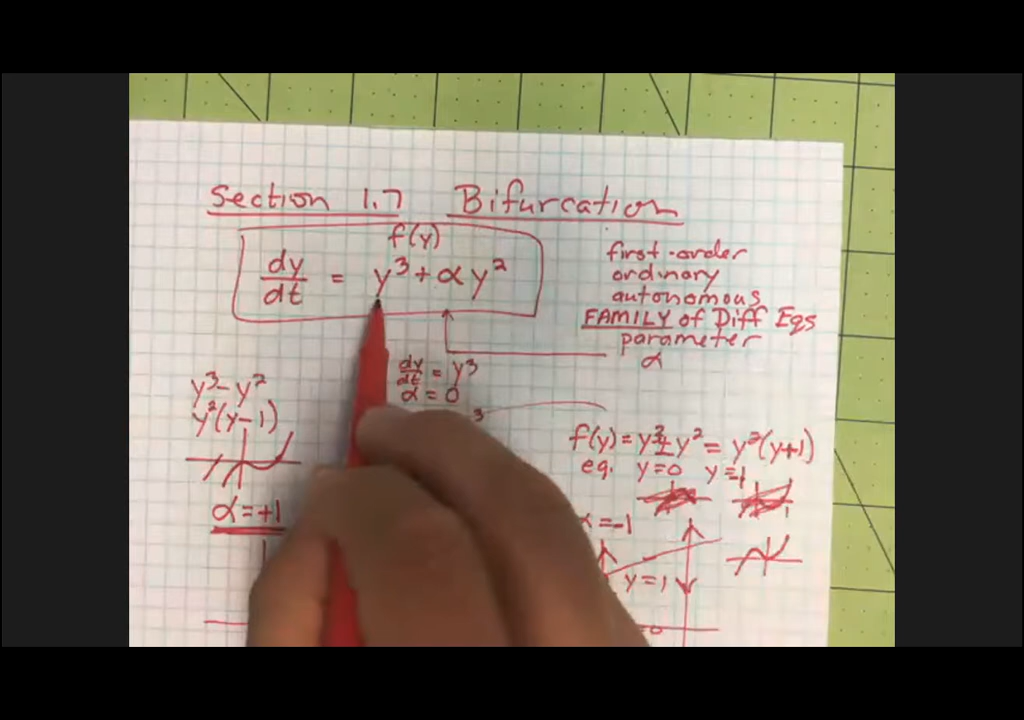 Section 1.7 Bifurcation
f(y)
dy/dt = y³ + αy²
first-order
ordinary
autonomous
FAMILY of Diff Eqs
parameter
α
dy/dt = y³
α = 0
y³ - y²
y²(y-1)
α = +1
3
f(y) = y³ + y² = y²(y+1)
eq. y=0 y=-1
α = -1
y=1